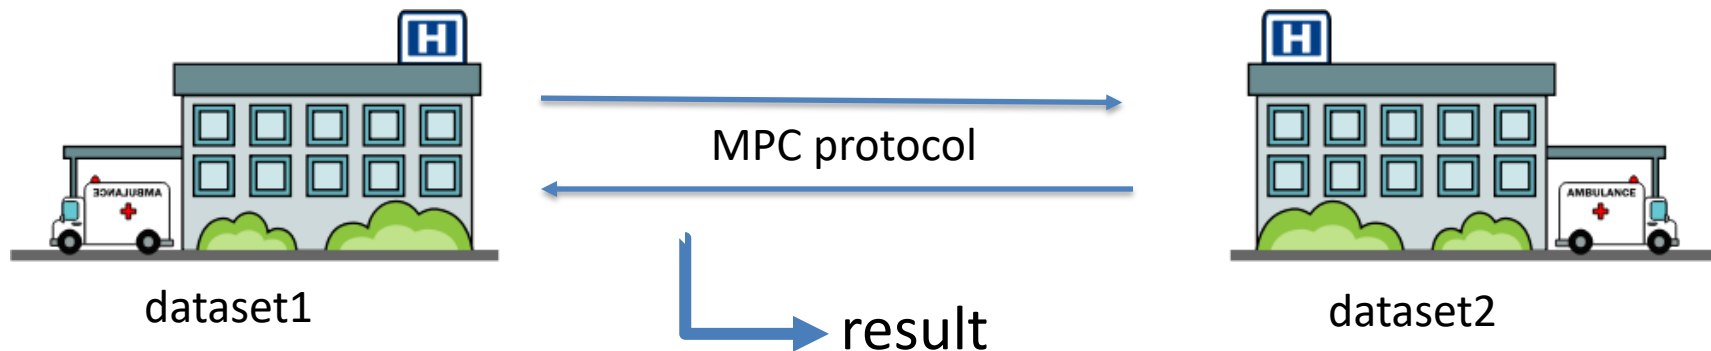 H
H
MPC protocol
AMBULANCE
AMBULANCE
dataset1
dataset2
result